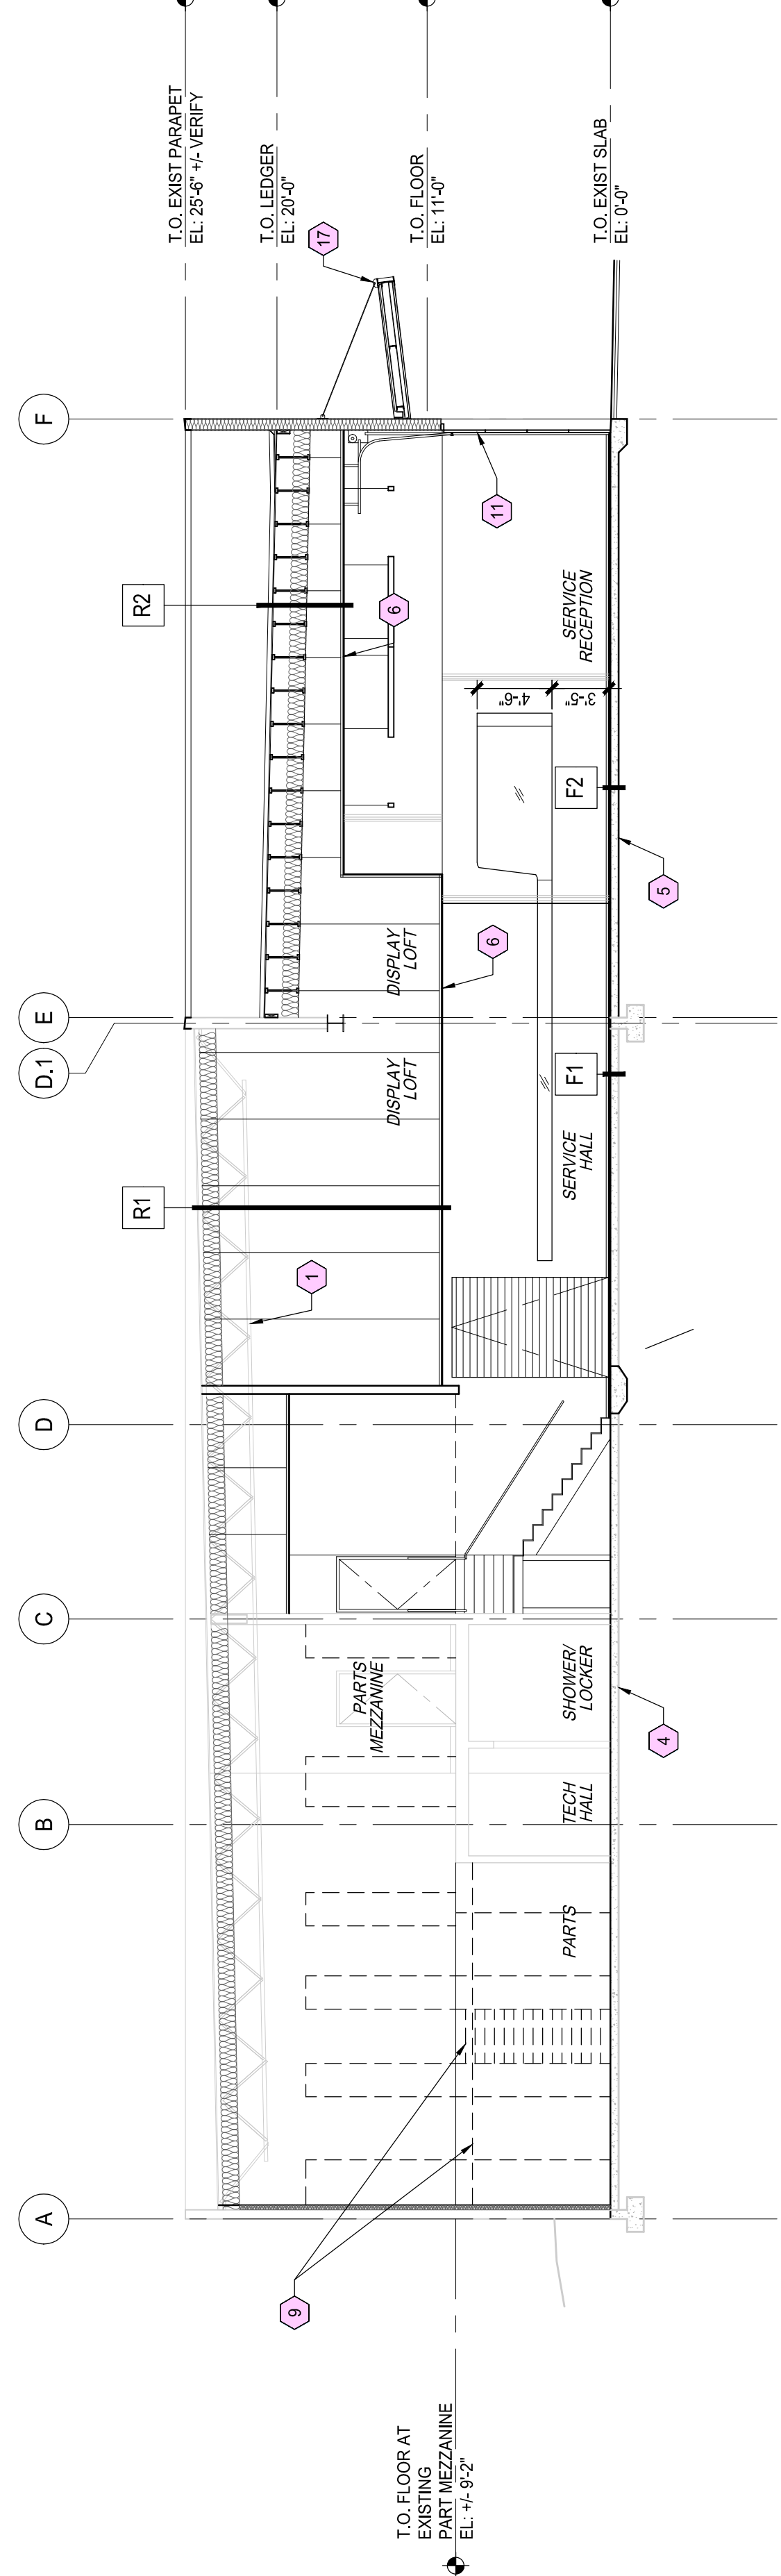 A
B
C
D
D.1
E
F
T.O. EXIST PARAPET
EL: 25'-6" +/- VERIFY
T.O. LEDGER
EL: 20'-0"
T.O. FLOOR
EL: 11'-0"
T.O. EXIST SLAB
EL: 0'-0"
T.O. FLOOR AT
EXISTING
PART MEZZANINE
EL: +/- 9'-2"
R1
R2
17
1
6
6
11
9
4
5
F1
F2
4'-6"
3'-5"
DISPLAY
LOFT
DISPLAY
LOFT
PARTS
MEZZANINE
PARTS
TECH
HALL
SHOWER/
LOCKER
SERVICE
HALL
SERVICE
RECEPTION